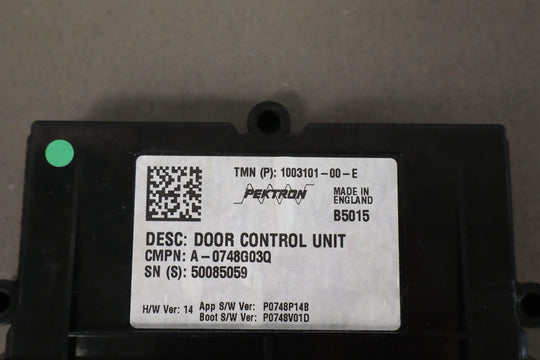 TMN (P): 1003101-00-E
PEKTRON
MADE IN
ENGLAND
B5015
DESC: DOOR CONTROL UNIT
CMPN: A-0748G03Q
SN (S): 50085059
H/W Ver: 14 App S/W Ver: P0748P14B
Boot S/W Ver: P0748V01D